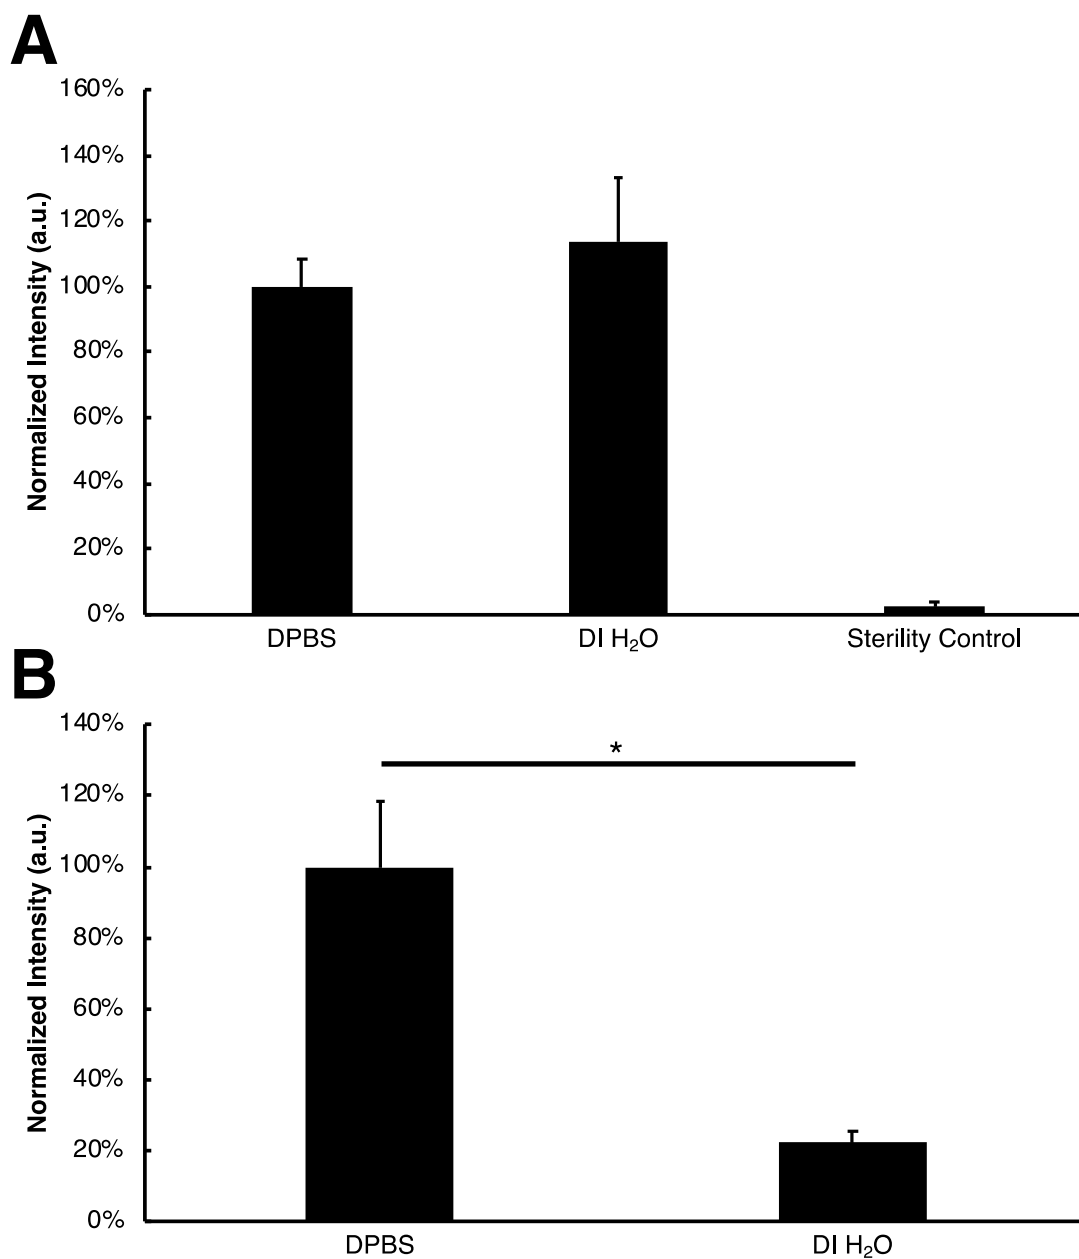 A
160%
140%
120%
100%
80%
60%
40%
20%
0%
Normalized Intensity (a.u.)
DPBS
DI H₂O
Sterility Control
B
140%
120%
100%
80%
60%
40%
20%
0%
Normalized Intensity (a.u.)
*
DPBS
DI H₂O